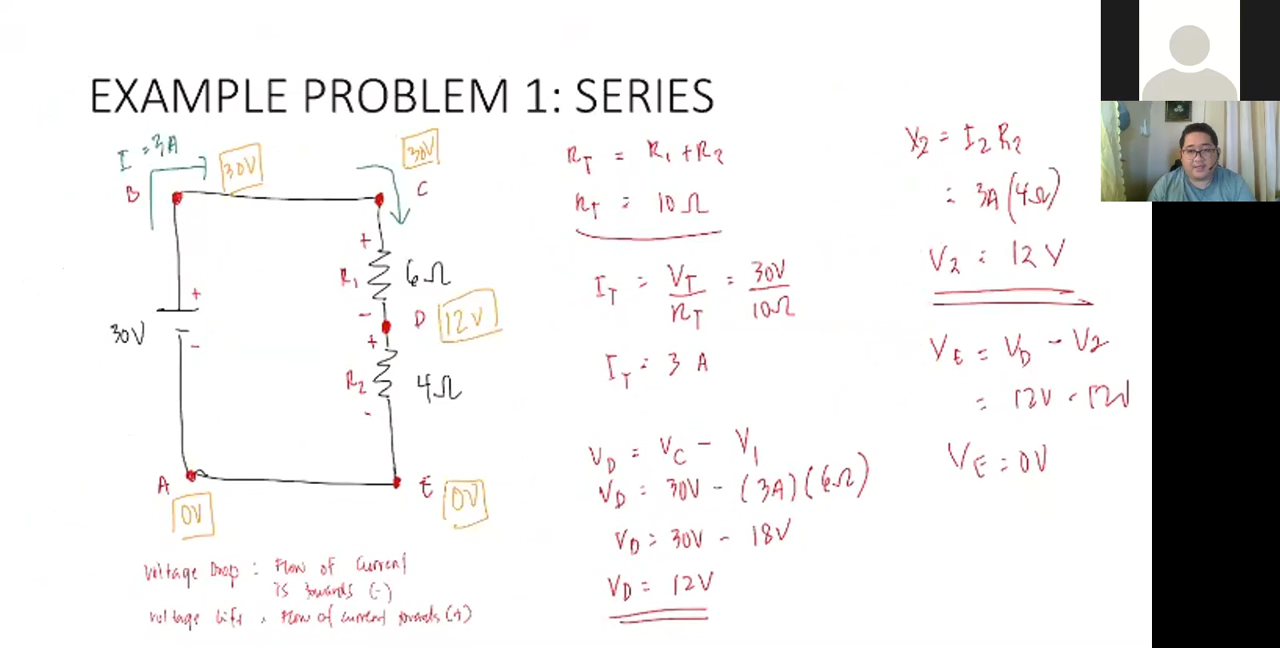 EXAMPLE PROBLEM 1: SERIES
I = 3A
30V
30V
B
C
+
R1
6Ω
-
D
12V
+
30V
-
+
R2
4Ω
-
A
0V
E
0V
Voltage Drop : Flow of Current
is towards (-)
Voltage Lift : Flow of current towards (+)
RT = R1 + R2
RT = 10Ω
IT = VT/RT = 30V/10Ω
IT = 3 A
VD = VC - V1
VD = 30V - (3A)(6Ω)
VD = 30V - 18V
VD = 12V
V2 = I2 R2
= 3A(4Ω)
V2 = 12V
VE = VD - V2
= 12V - 12V
VE = 0V